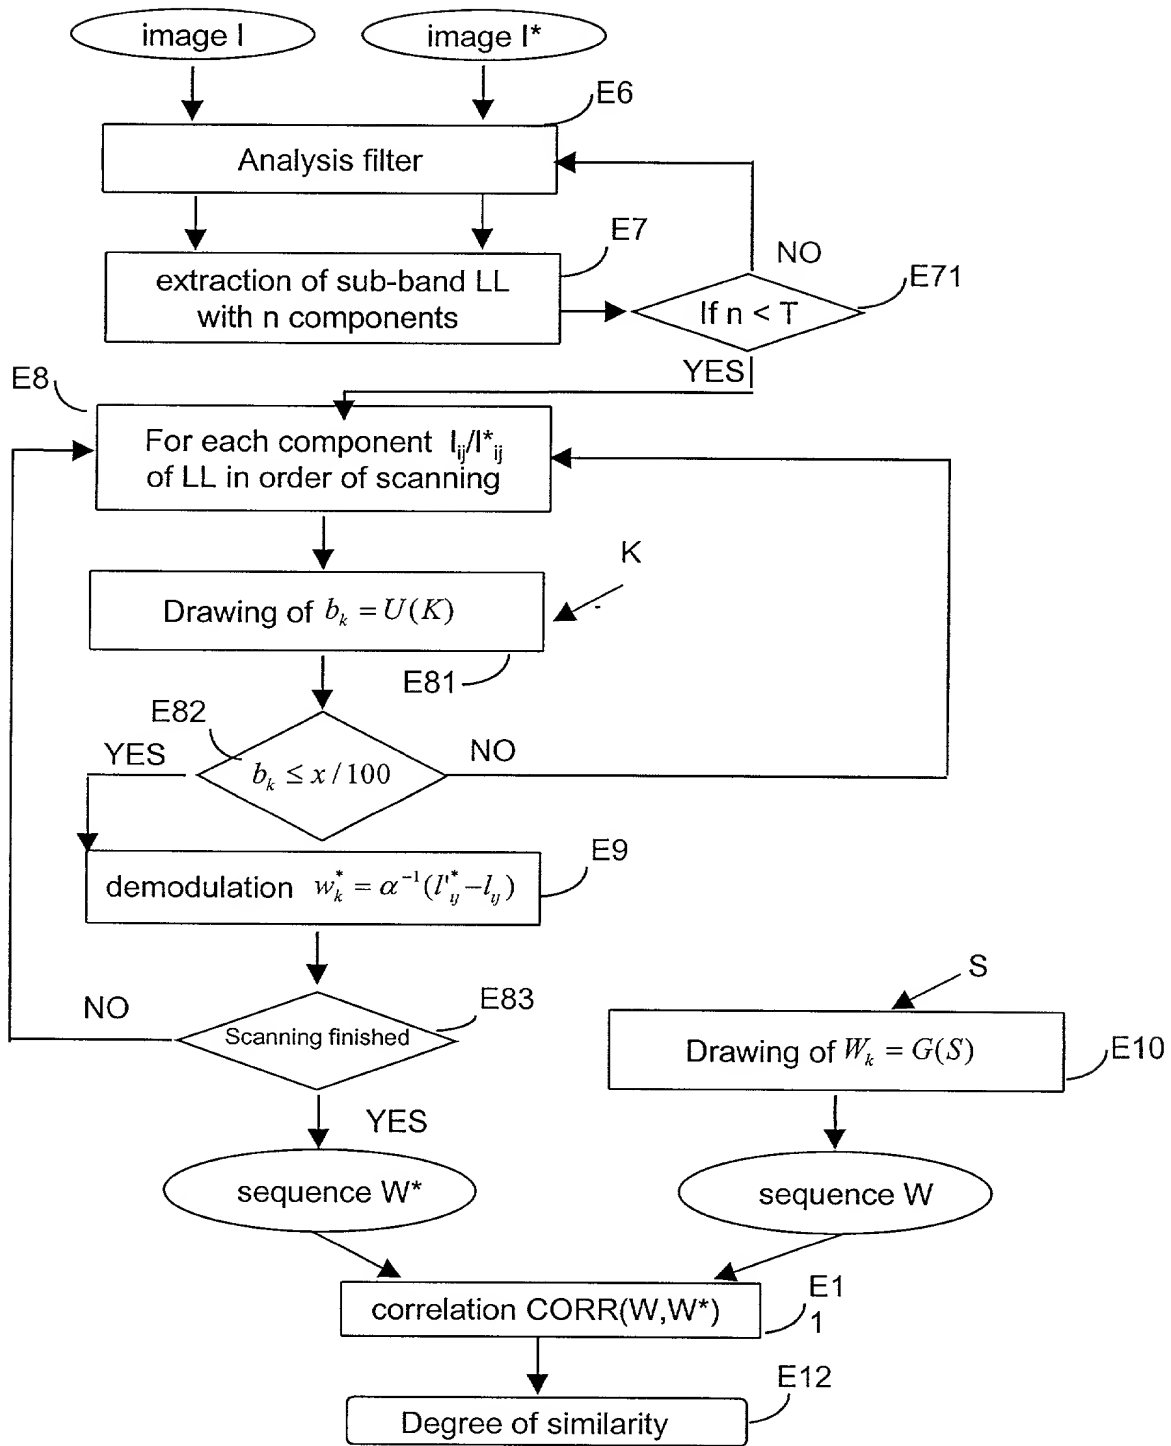 image I
image I*
E6
Analysis filter
E7
extraction of sub-band LL
with n components
NO
E71
If n < T
YES
E8
For each component I_ij/I*_ij
of LL in order of scanning
K
Drawing of b_k = U(K)
E81
E82
YES
NO
b_k ≤ x / 100
E9
demodulation w*_k = α⁻¹(l'*_y − l_y)
S
NO
E83
Scanning finished
Drawing of W_k = G(S)
E10
YES
sequence W*
sequence W
E1
1
correlation CORR(W,W*)
E12
Degree of similarity